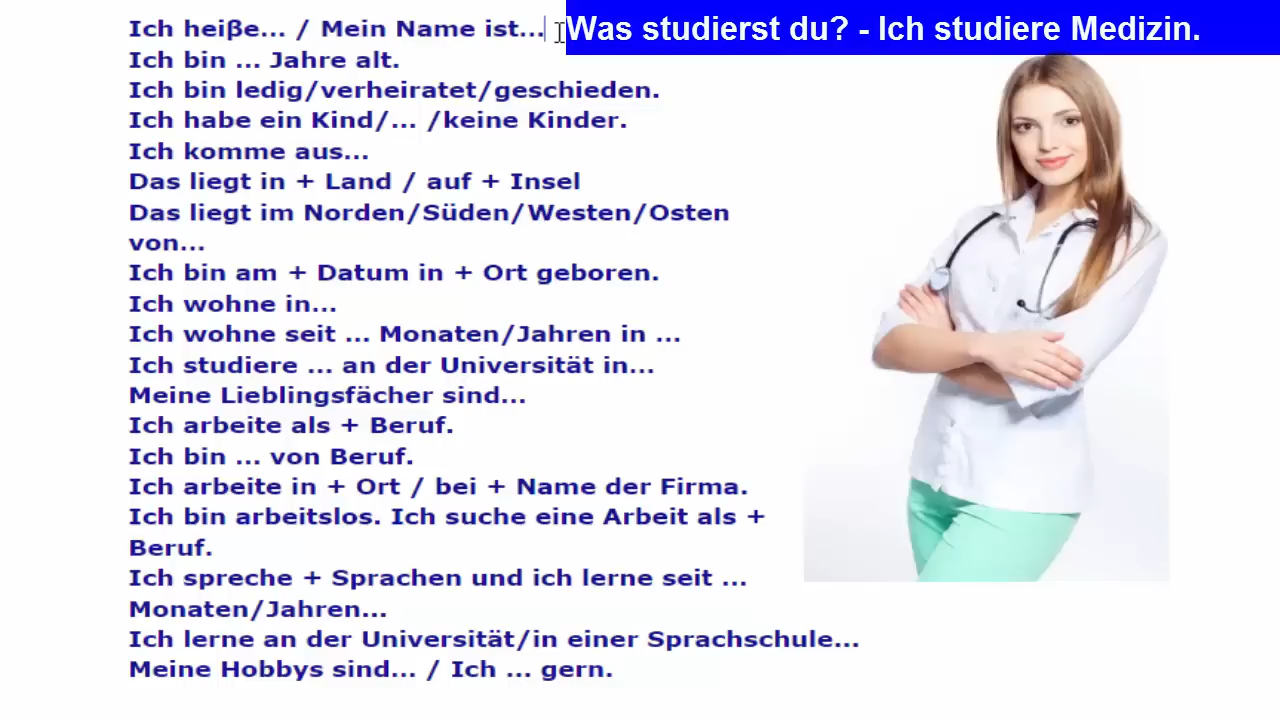 Ich heiße... / Mein Name ist...
Was studierst du? - Ich studiere Medizin.
Ich bin ... Jahre alt.
Ich bin ledig/verheiratet/geschieden.
Ich habe ein Kind/... /keine Kinder.
Ich komme aus...
Das liegt in + Land / auf + Insel
Das liegt im Norden/Süden/Westen/Osten
von...
Ich bin am + Datum in + Ort geboren.
Ich wohne in...
Ich wohne seit ... Monaten/Jahren in ...
Ich studiere ... an der Universität in...
Meine Lieblingsfächer sind...
Ich arbeite als + Beruf.
Ich bin ... von Beruf.
Ich arbeite in + Ort / bei + Name der Firma.
Ich bin arbeitslos. Ich suche eine Arbeit als +
Beruf.
Ich spreche + Sprachen und ich lerne seit ...
Monaten/Jahren...
Ich lerne an der Universität/in einer Sprachschule...
Meine Hobbys sind... / Ich ... gern.